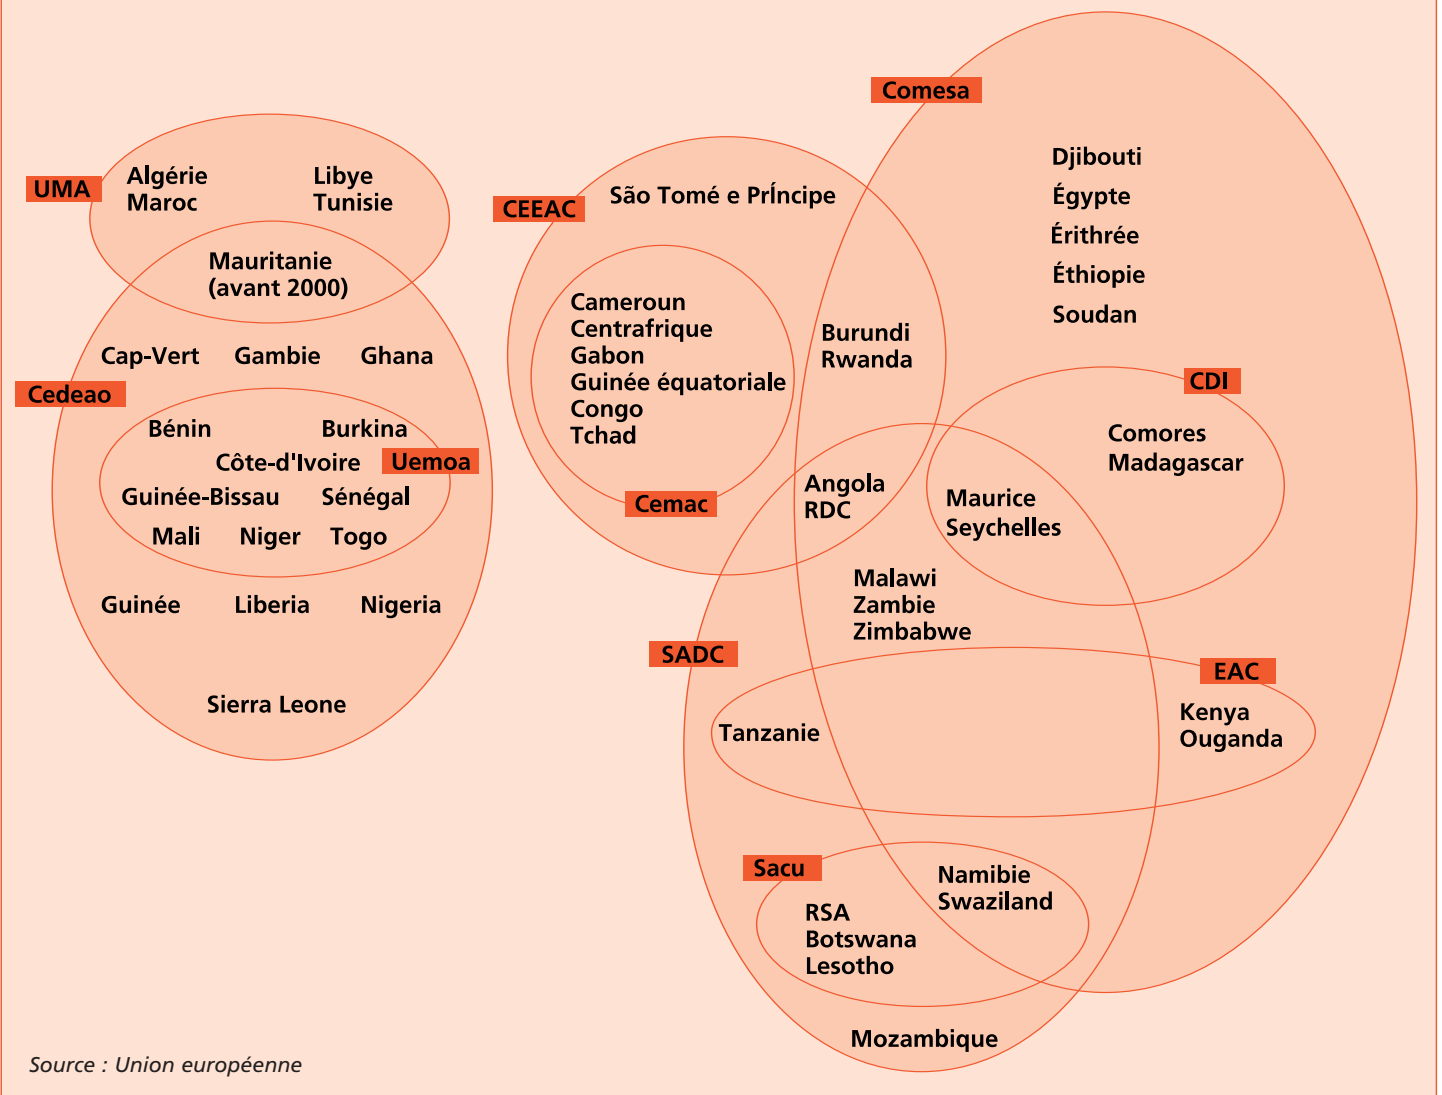 Comesa
Djibouti
Égypte
Érithrée
Éthiopie
Soudan
UMA
Algérie Libye
Maroc Tunisie
Mauritanie
(avant 2000)
Cap-Vert Gambie Ghana
Cedeao
Bénin Burkina
Côte-d'Ivoire Uemoa
Guinée-Bissau Sénégal
Mali Niger Togo
Guinée Liberia Nigeria
Sierra Leone
CEEAC
São Tomé e PrÍncipe
Cameroun
Centrafrique
Gabon
Guinée équatoriale
Congo
Tchad
Cemac
Burundi
Rwanda
Angola
RDC
CDI
Comores
Madagascar
Maurice
Seychelles
Malawi
Zambie
Zimbabwe
SADC
EAC
Kenya
Ouganda
Tanzanie
Sacu
Namibie
Swaziland
RSA
Botswana
Lesotho
Mozambique
Source : Union européenne